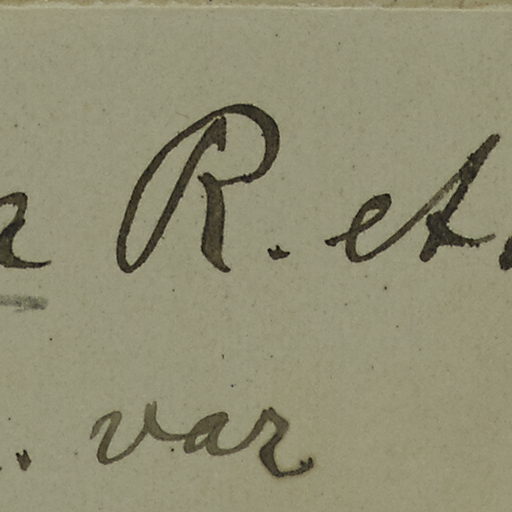 a R. et
. var